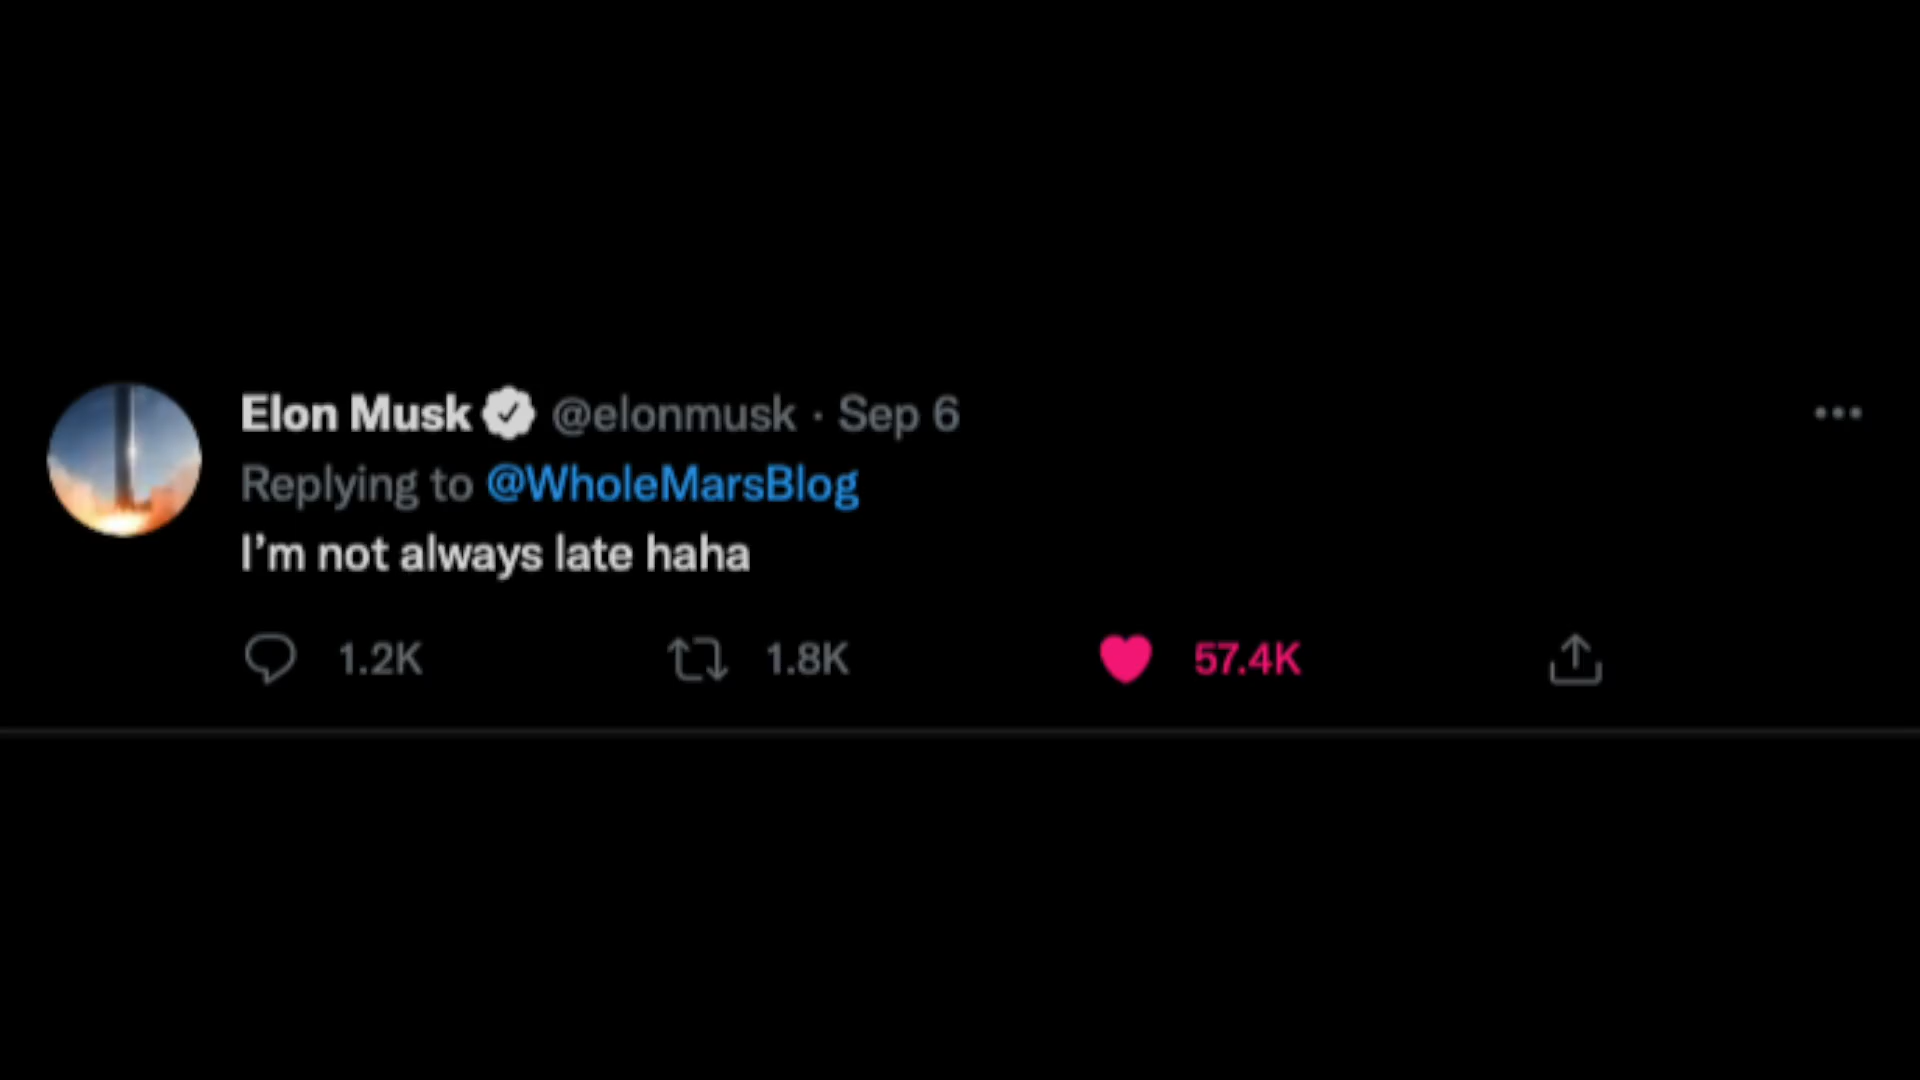 Elon Musk @elonmusk · Sep 6
Replying to @WholeMarsBlog
I’m not always late haha
1.2K 1.8K 57.4K